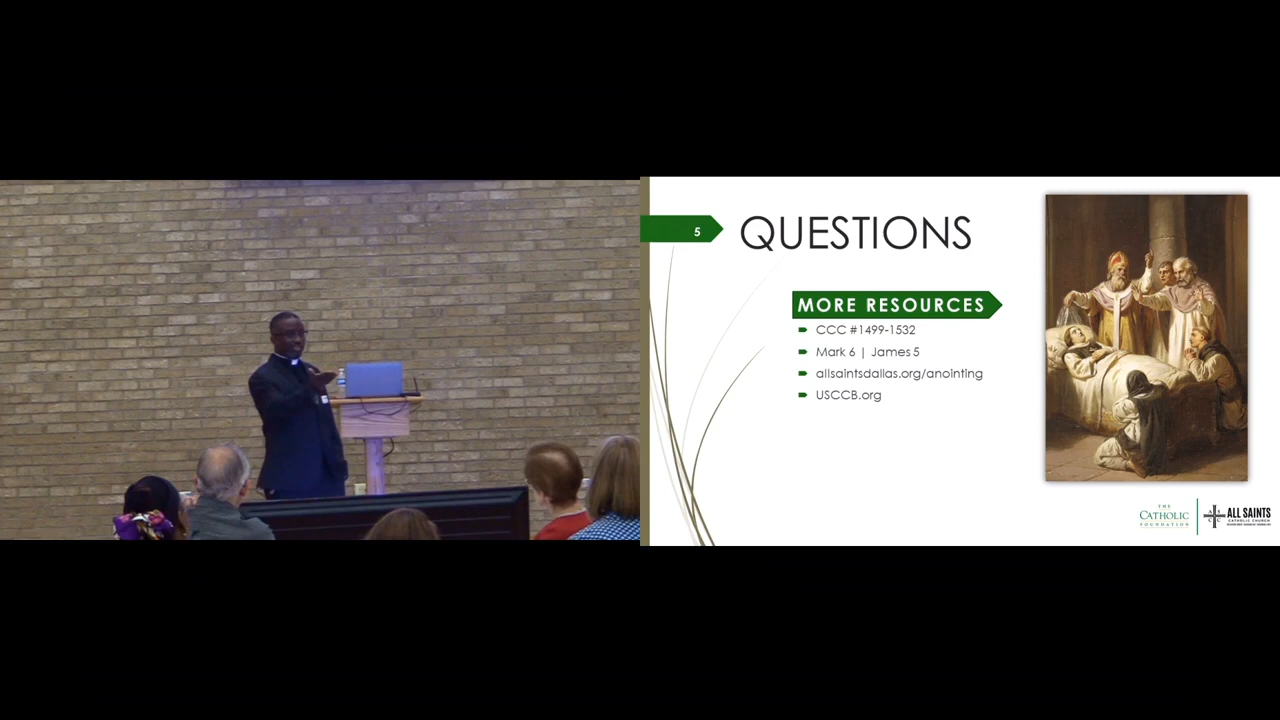 5
QUESTIONS
MORE RESOURCES
CCC #1499-1532
Mark 6 | James 5
allsaintsdallas.org/anointing
USCCB.org
THE
CATHOLIC
FOUNDATION
ALL SAINTS
CATHOLIC CHURCH